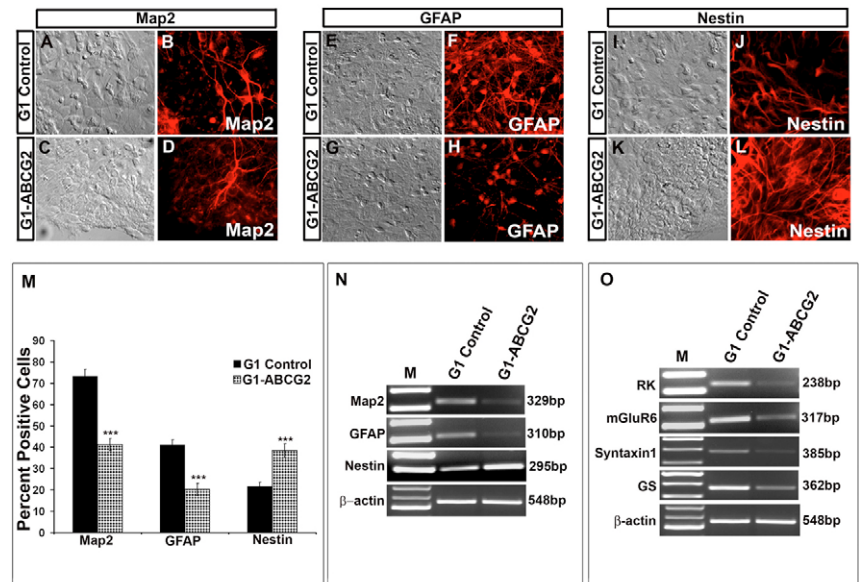 Map2
GFAP
Nestin
G1 Control
A
B
Map2
E
F
GFAP
G1 Control
I
J
Nestin
G1 Control
G1-ABCG2
C
D
Map2
G1-ABCG2
G
H
GFAP
G1-ABCG2
K
L
Nestin
M
Percent Positive Cells
90
80
70
60
50
40
30
20
10
0
G1 Control
G1-ABCG2
***
***
***
Map2 GFAP Nestin
N
M G1 Control G1-ABCG2
Map2 329bp
GFAP 310bp
Nestin 295bp
β-actin 548bp
O
M G1 Control G1-ABCG2
RK 238bp
mGluR6 317bp
Syntaxin1 385bp
GS 362bp
β-actin 548bp